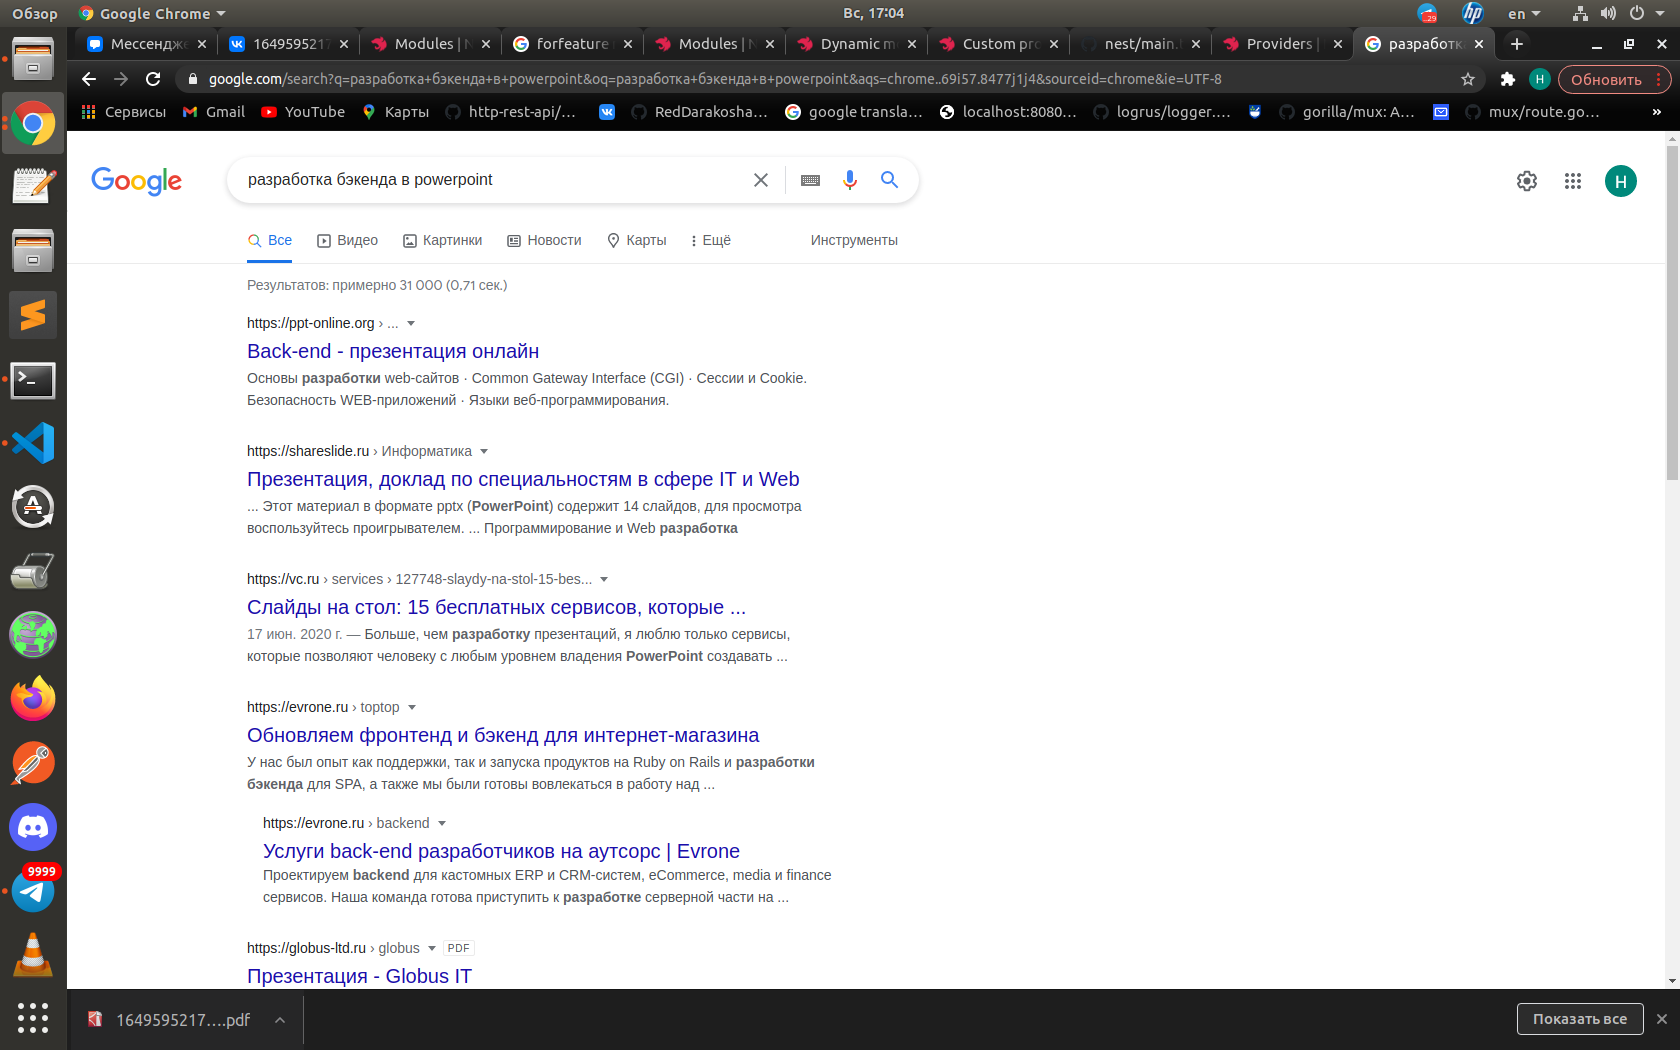 Обзор
Google Chrome
Вс, 17:04
29
en
Мессендже
1649595217
Modules | N
forfeature
Modules | N
Dynamic m
Custom pro
nest/main.
Providers |
разработк
google.com/search?q=разработка+бэкенда+в+powerpoint&oq=разработка+бэкенда+в+powerpoint&aqs=chrome..69i57.8477j1j4&sourceid=chrome&ie=UTF-8
H
Обновить
Сервисы
Gmail
YouTube
Карты
http-rest-api/...
RedDarakosha...
google transla...
localhost:8080...
logrus/logger....
gorilla/mux: A...
mux/route.go...
»
Google
разработка бэкенда в powerpoint
H
Все
Видео
Картинки
Новости
Карты
Ещё
Инструменты
Результатов: примерно 31 000 (0,71 сек.)
https://ppt-online.org › ...
Back-end - презентация онлайн
Основы разработки web-сайтов · Common Gateway Interface (CGI) · Сессии и Cookie.
Безопасность WEB-приложений · Языки веб-программирования.
https://shareslide.ru › Информатика
Презентация, доклад по специальностям в сфере IT и Web
... Этот материал в формате pptx (PowerPoint) содержит 14 слайдов, для просмотра
воспользуйтесь проигрывателем. ... Программирование и Web разработка
https://vc.ru › services › 127748-slaydy-na-stol-15-bes...
Слайды на стол: 15 бесплатных сервисов, которые ...
17 июн. 2020 г. — Больше, чем разработку презентаций, я люблю только сервисы,
которые позволяют человеку с любым уровнем владения PowerPoint создавать ...
https://evrone.ru › toptop
Обновляем фронтенд и бэкенд для интернет-магазина
У нас был опыт как поддержки, так и запуска продуктов на Ruby on Rails и разработки
бэкенда для SPA, а также мы были готовы вовлекаться в работу над ...
https://evrone.ru › backend
Услуги back-end разработчиков на аутсорс | Evrone
Проектируем backend для кастомных ERP и CRM-систем, eCommerce, media и finance
сервисов. Наша команда готова приступить к разработке серверной части на ...
https://globus-ltd.ru › globus
PDF
Презентация - Globus IT
9999
1649595217....pdf
Показать все